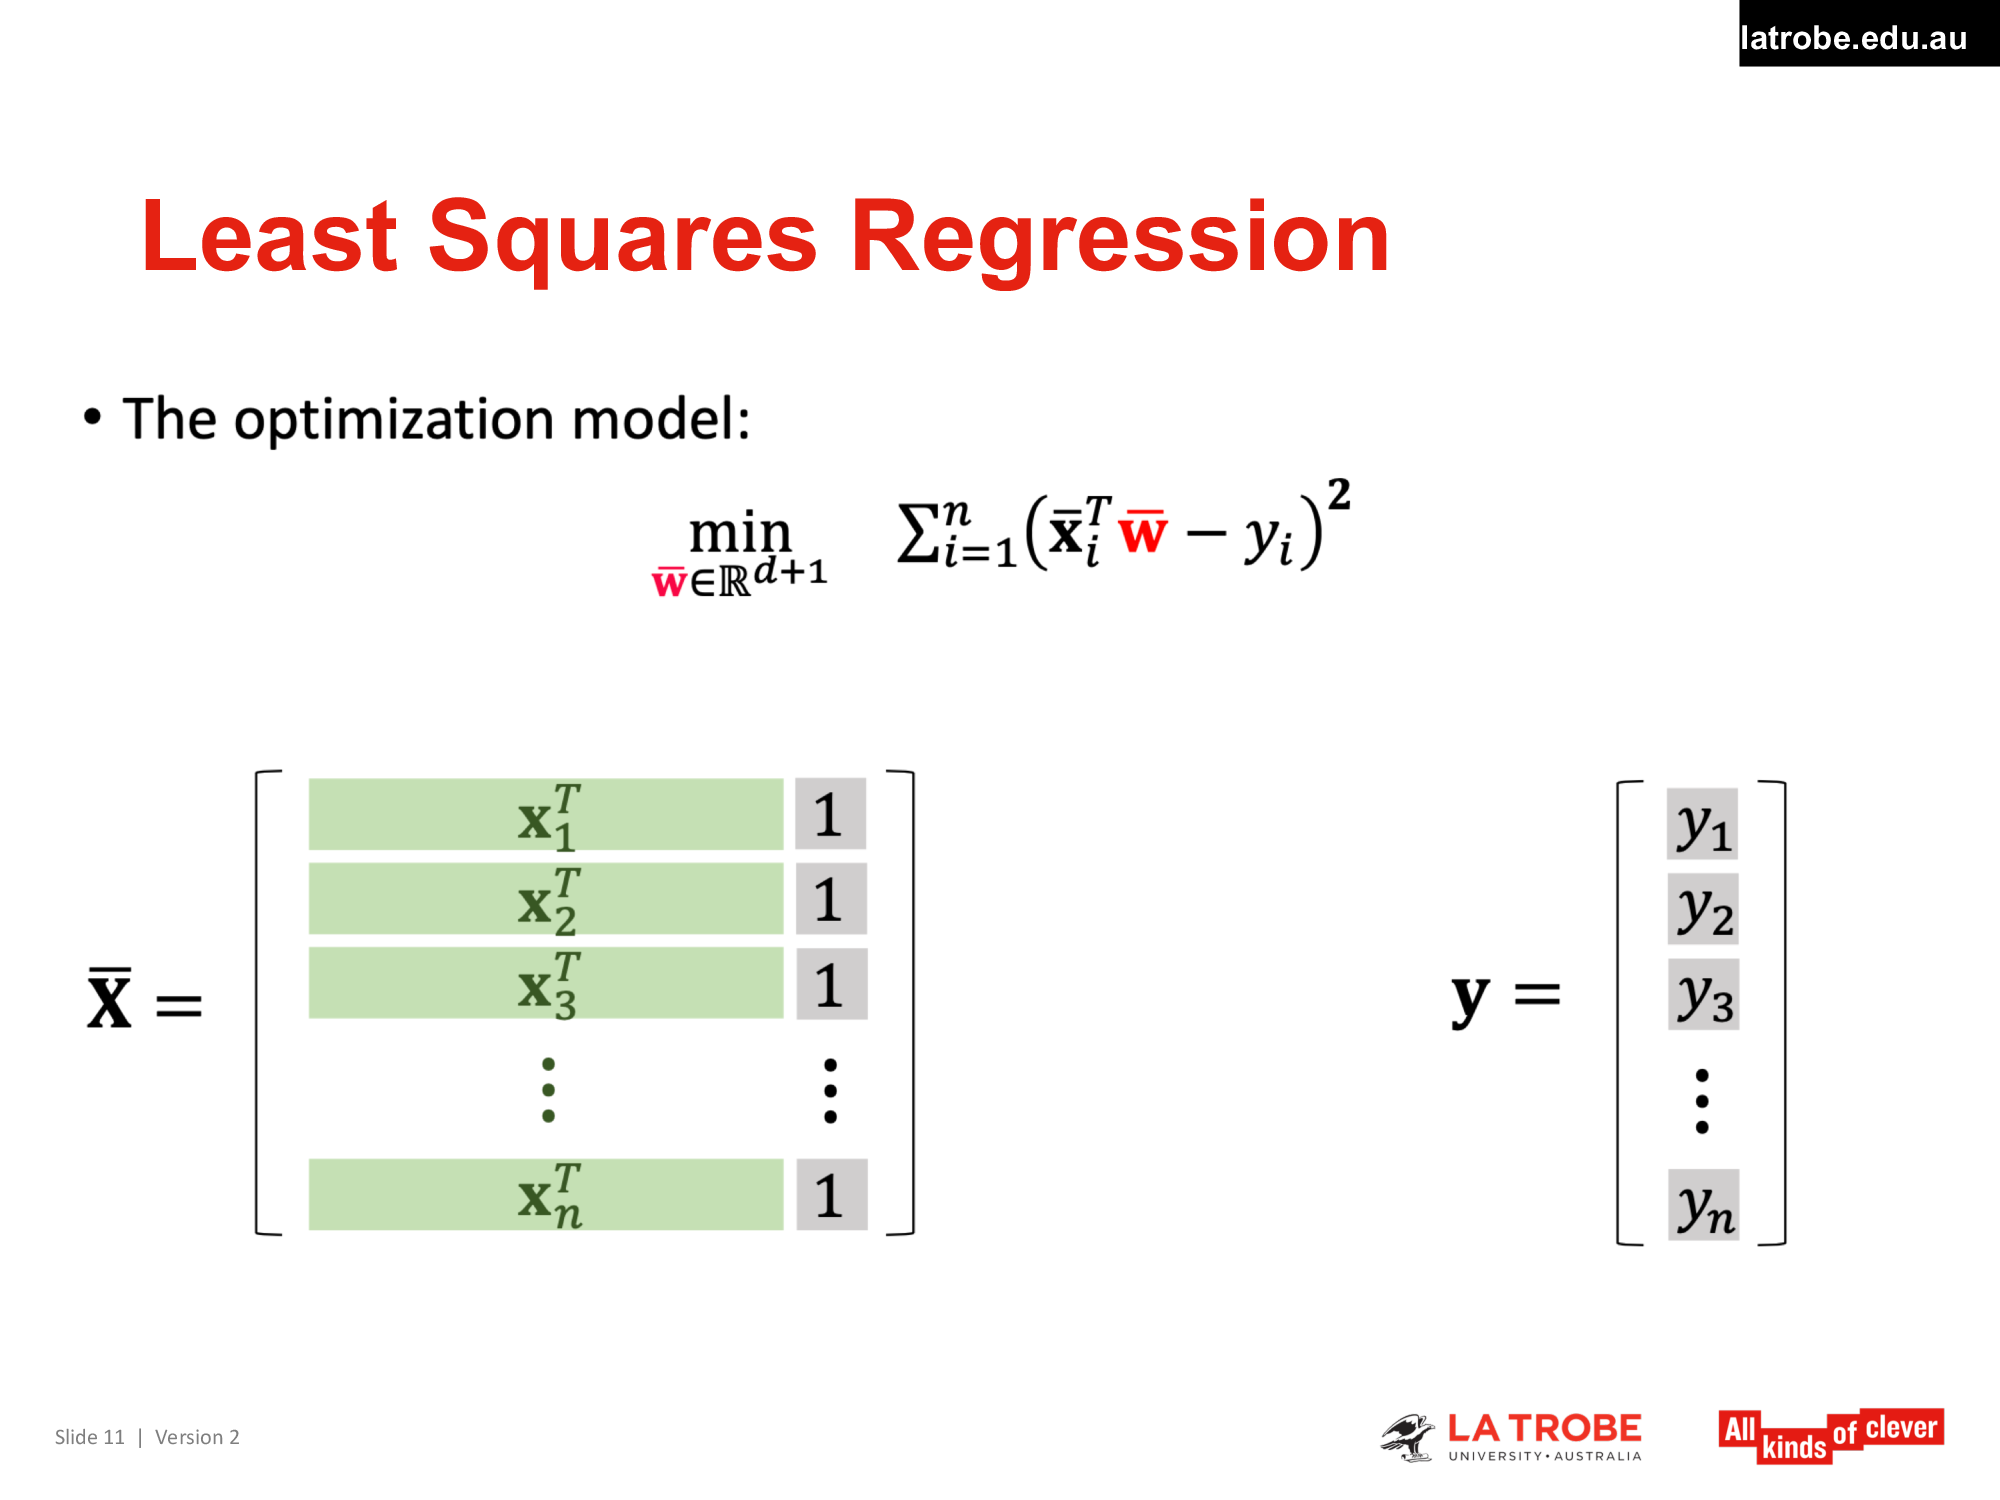 latrobe.edu.au
Least Squares Regression
• The optimization model:
min_{w̄∈ℝ^{d+1}} ∑_{i=1}^{n}(x̄_i^T w̄ − y_i)^2
X̄ =
x_1^T 1
x_2^T 1
x_3^T 1
⋮ ⋮
x_n^T 1
y =
y_1
y_2
y_3
⋮
y_n
Slide 11 | Version 2
LA TROBE
UNIVERSITY • AUSTRALIA
All kinds of clever